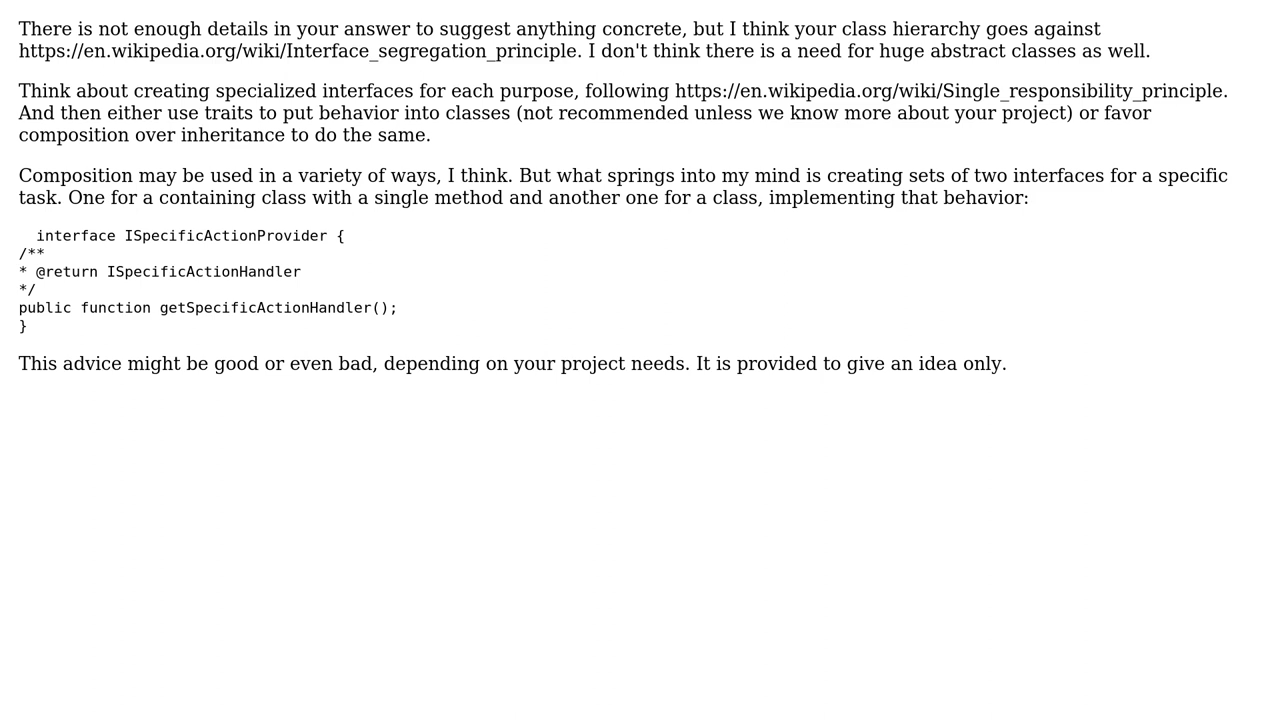 There is not enough details in your answer to suggest anything concrete, but I think your class hierarchy goes against
https://en.wikipedia.org/wiki/Interface_segregation_principle. I don't think there is a need for huge abstract classes as well.
Think about creating specialized interfaces for each purpose, following https://en.wikipedia.org/wiki/Single_responsibility_principle.
And then either use traits to put behavior into classes (not recommended unless we know more about your project) or favor
composition over inheritance to do the same.
Composition may be used in a variety of ways, I think. But what springs into my mind is creating sets of two interfaces for a specific
task. One for a containing class with a single method and another one for a class, implementing that behavior:
  interface ISpecificActionProvider {
/**
* @return ISpecificActionHandler
*/
public function getSpecificActionHandler();
}
This advice might be good or even bad, depending on your project needs. It is provided to give an idea only.